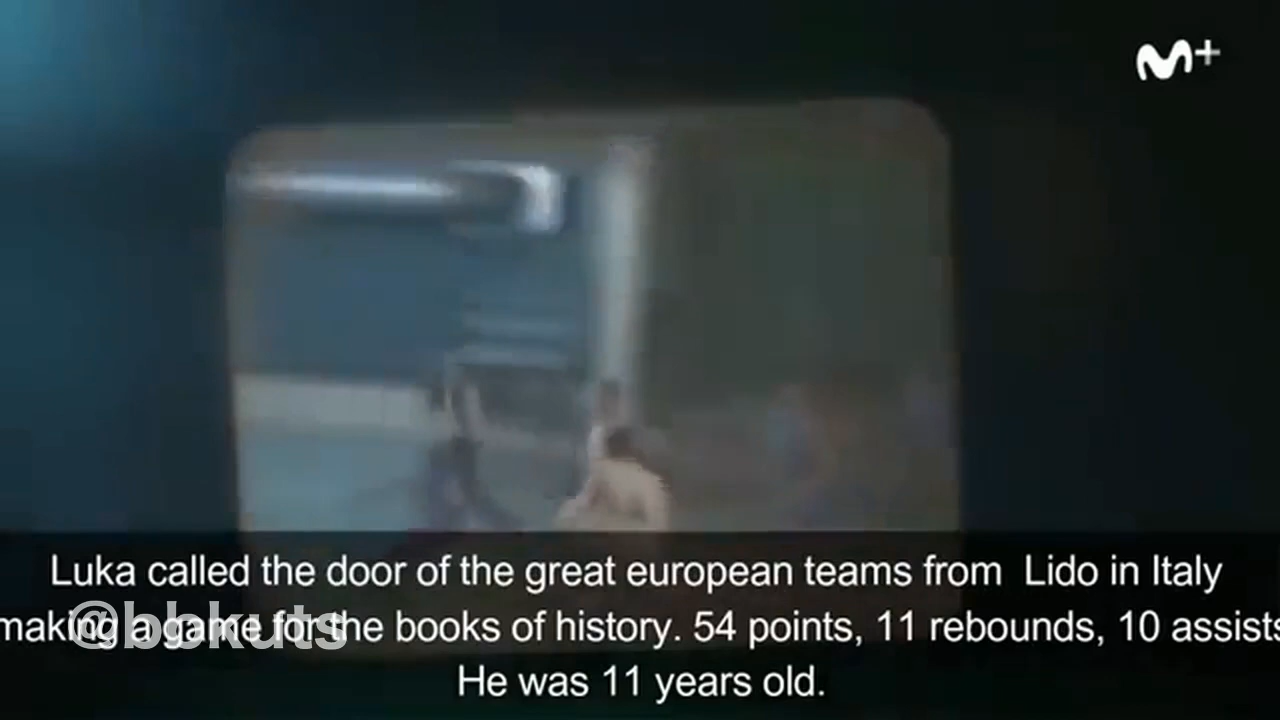 M+
Luka called the door of the great european teams from Lido in Italy
making a game for the books of history. 54 points, 11 rebounds, 10 assists
He was 11 years old.
@bbkuts